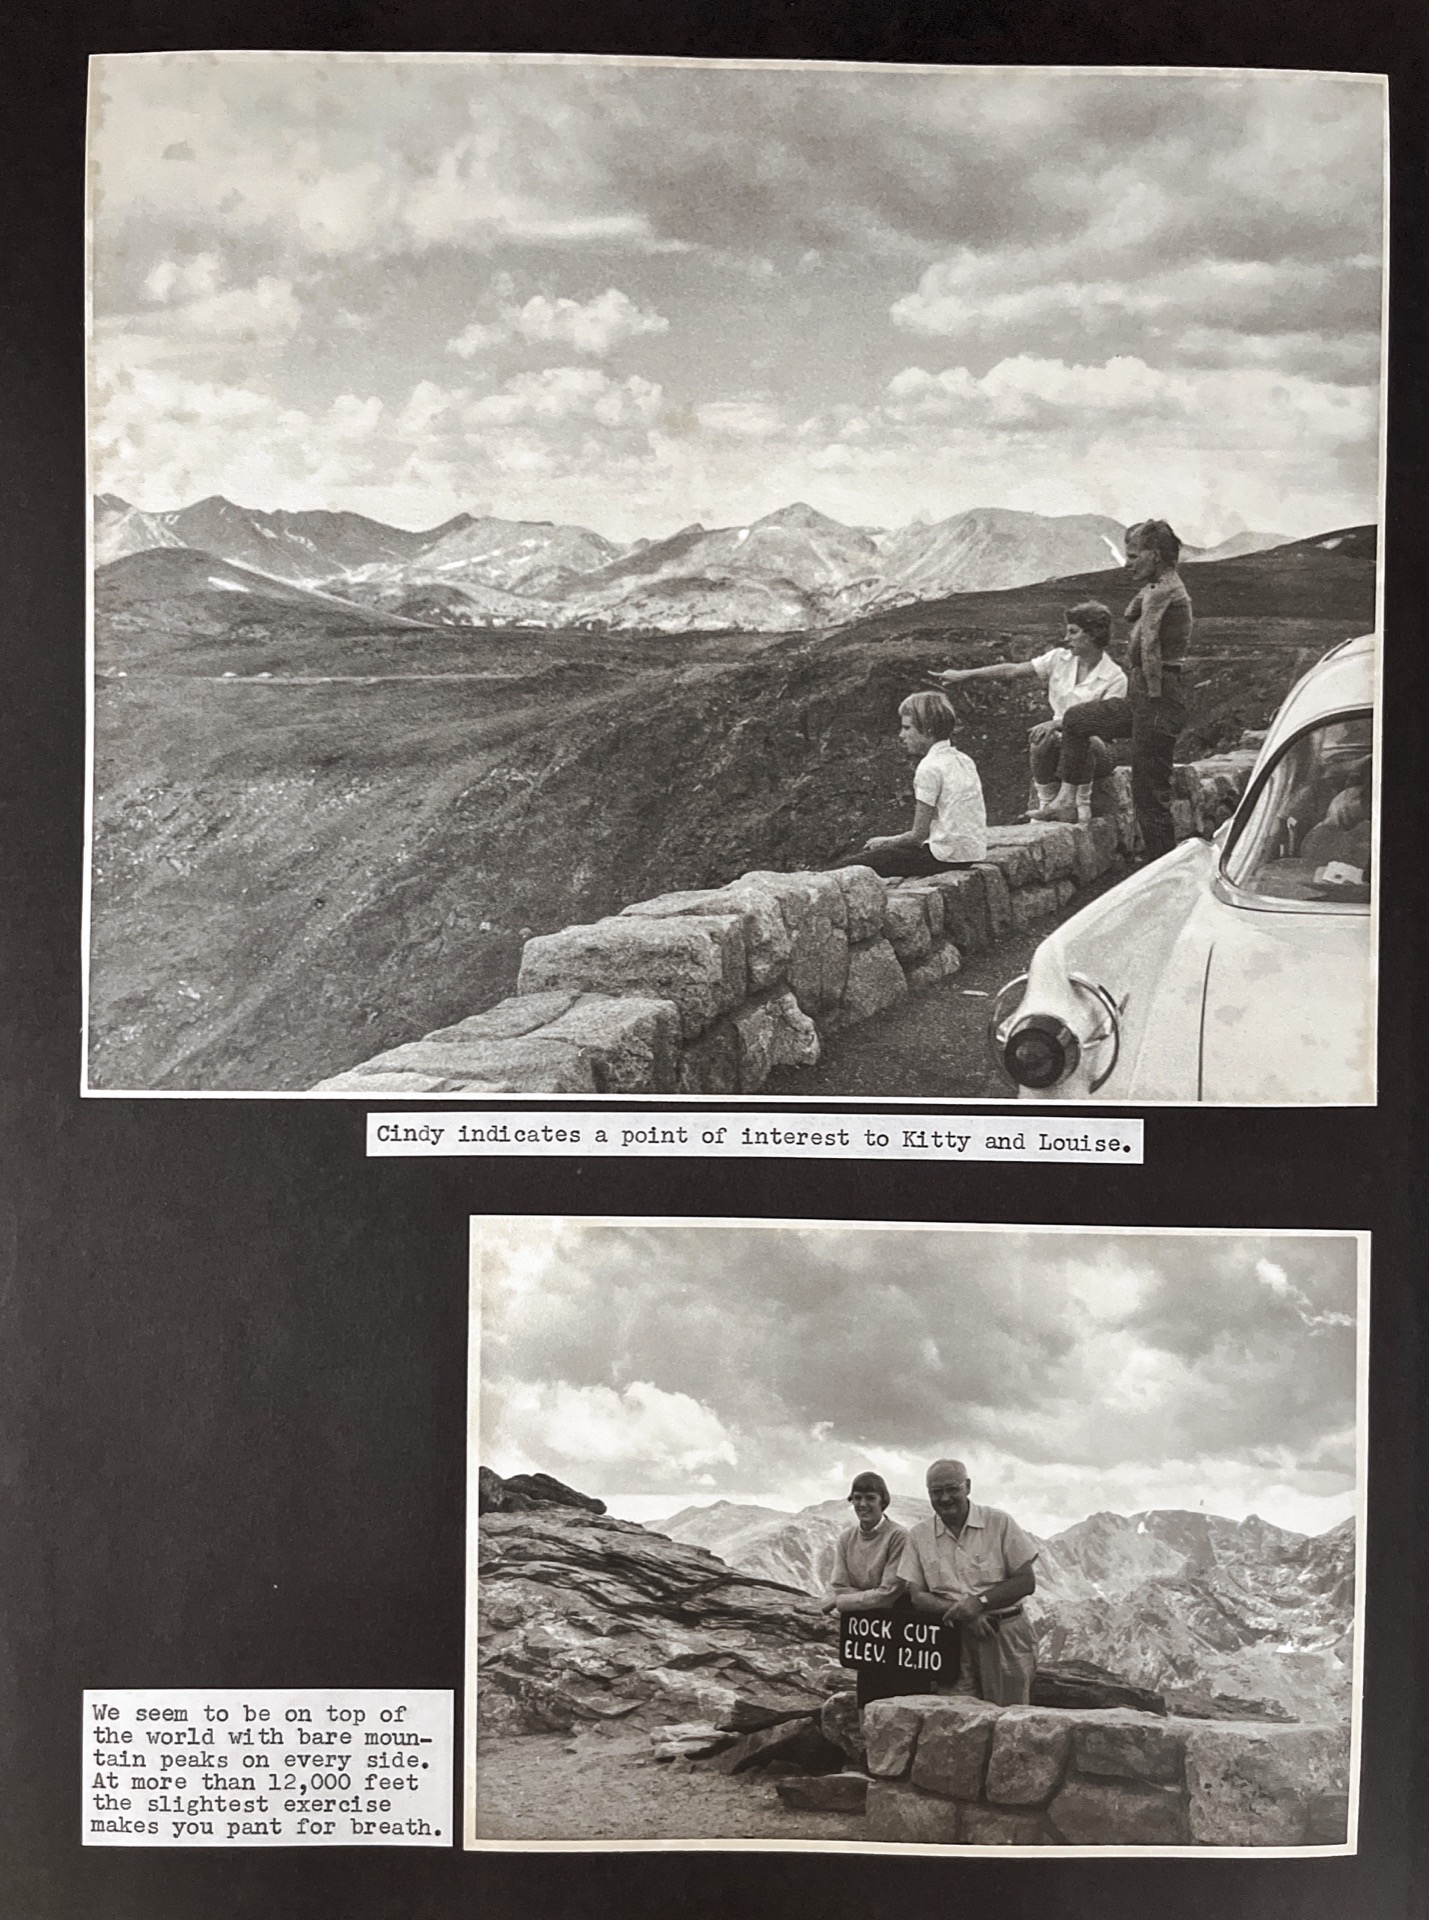 Cindy indicates a point of interest to Kitty and Louise.
ROCK CUT
ELEV. 12,110
We seem to be on top of
the world with bare moun-
tain peaks on every side.
At more than 12,000 feet
the slightest exercise
makes you pant for breath.